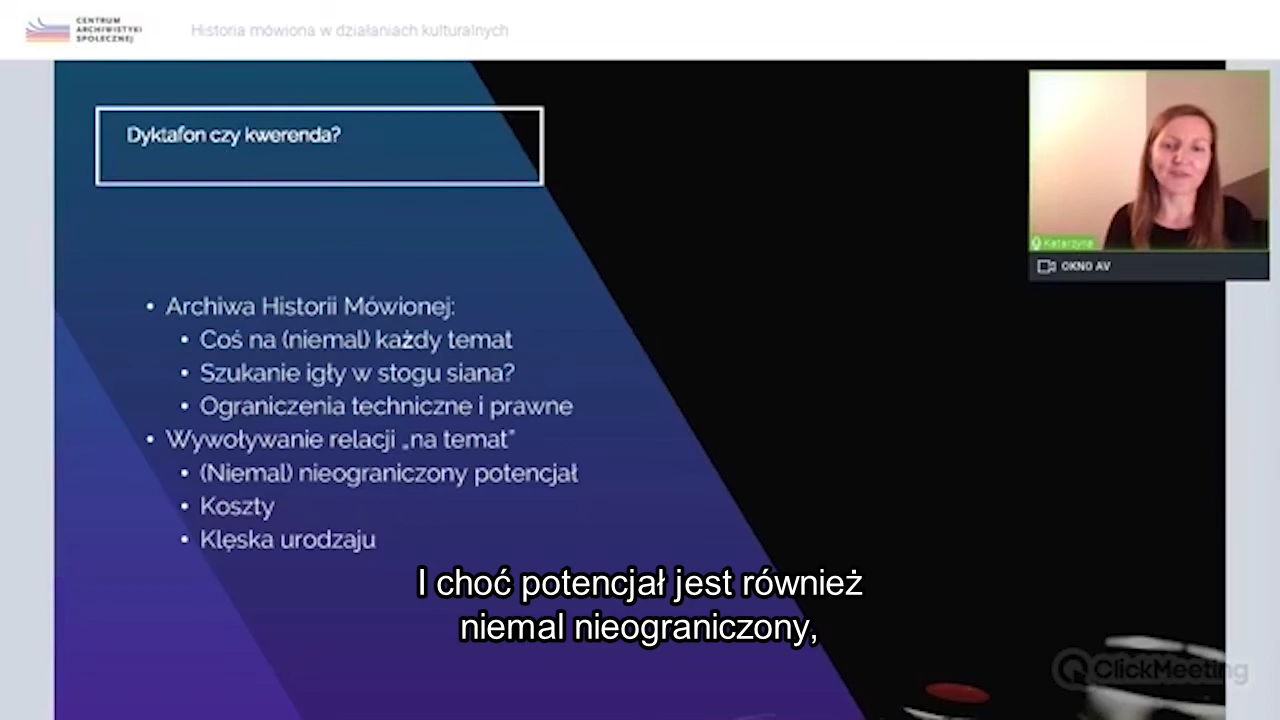 CENTRUM
ARCHIWISTYKI
SPOŁECZNEJ
Historia mówiona w działaniach kulturalnych
Dyktafon czy kwerenda?
Katarzyna
OKNO AV
• Archiwa Historii Mówionej:
• Coś na (niemal) każdy temat
• Szukanie igły w stogu siana?
• Ograniczenia techniczne i prawne
• Wywoływanie relacji „na temat”
• (Niemal) nieograniczony potencjał
• Koszty
• Klęska urodzaju
I choć potencjał jest również
niemal nieograniczony,
ClickMeeting